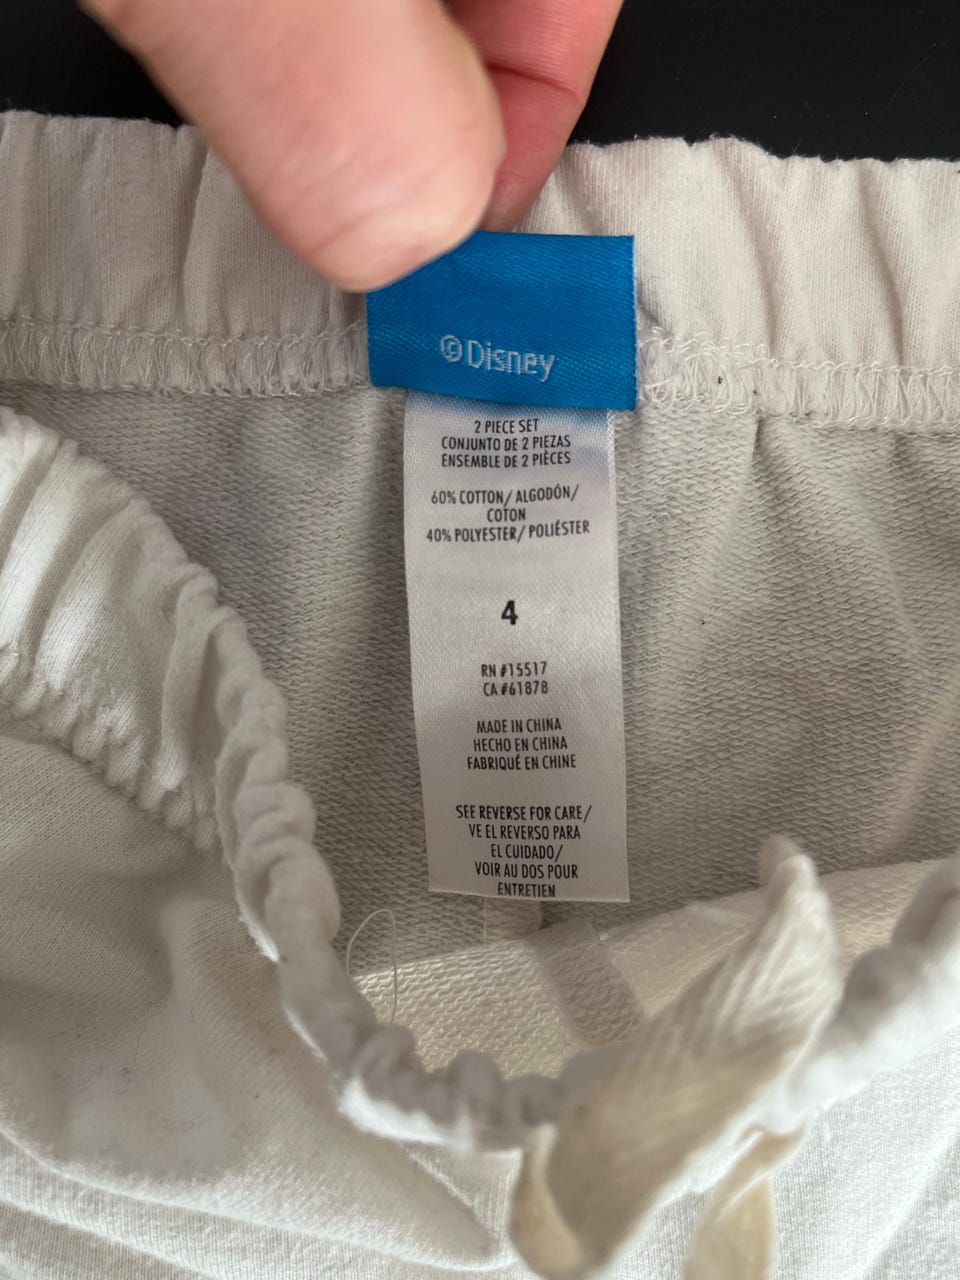 ©Disney
2 PIECE SET
CONJUNTO DE 2 PIEZAS
ENSEMBLE DE 2 PIÈCES
60% COTTON/ ALGODÓN/
COTON
40% POLYESTER/ POLIÉSTER
4
RN #15517
CA #61878
MADE IN CHINA
HECHO EN CHINA
FABRIQUÉ EN CHINE
SEE REVERSE FOR CARE/
VE EL REVERSO PARA
EL CUIDADO/
VOIR AU DOS POUR
ENTRETIEN